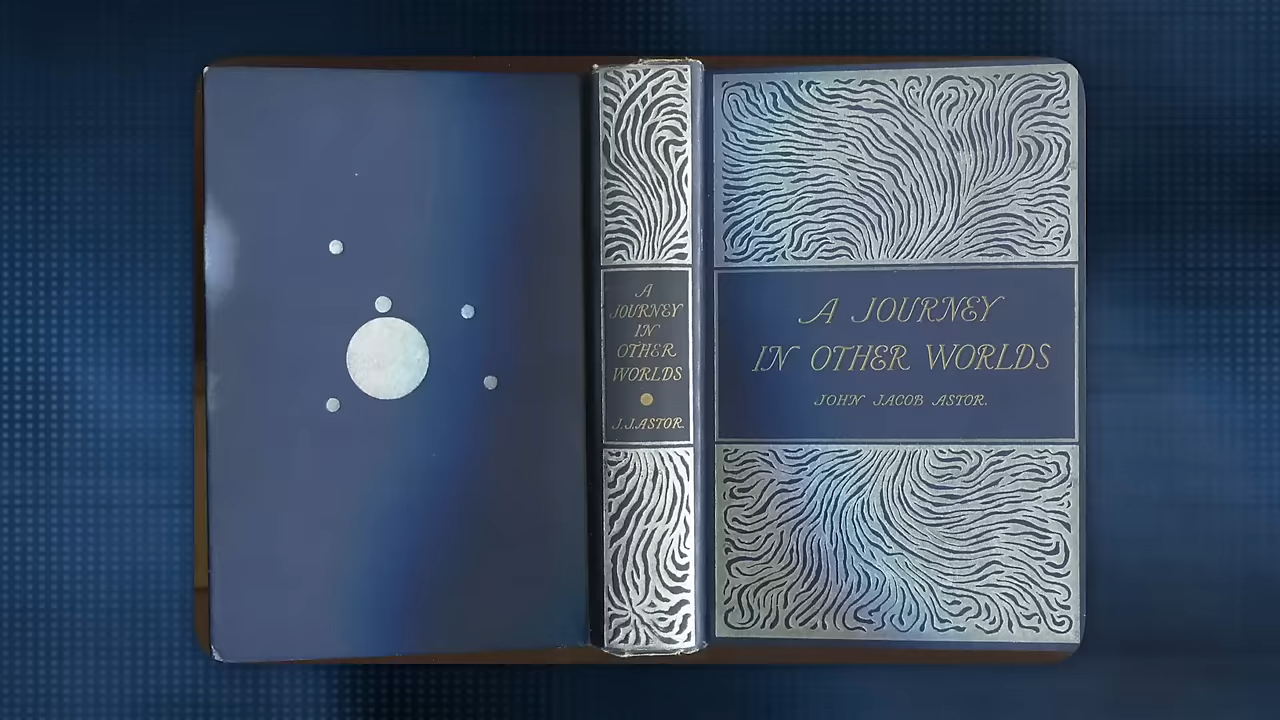 A
JOURNEY
IN
OTHER
WORLDS
J.J.ASTOR.
A JOURNEY
IN OTHER WORLDS
JOHN JACOB ASTOR.